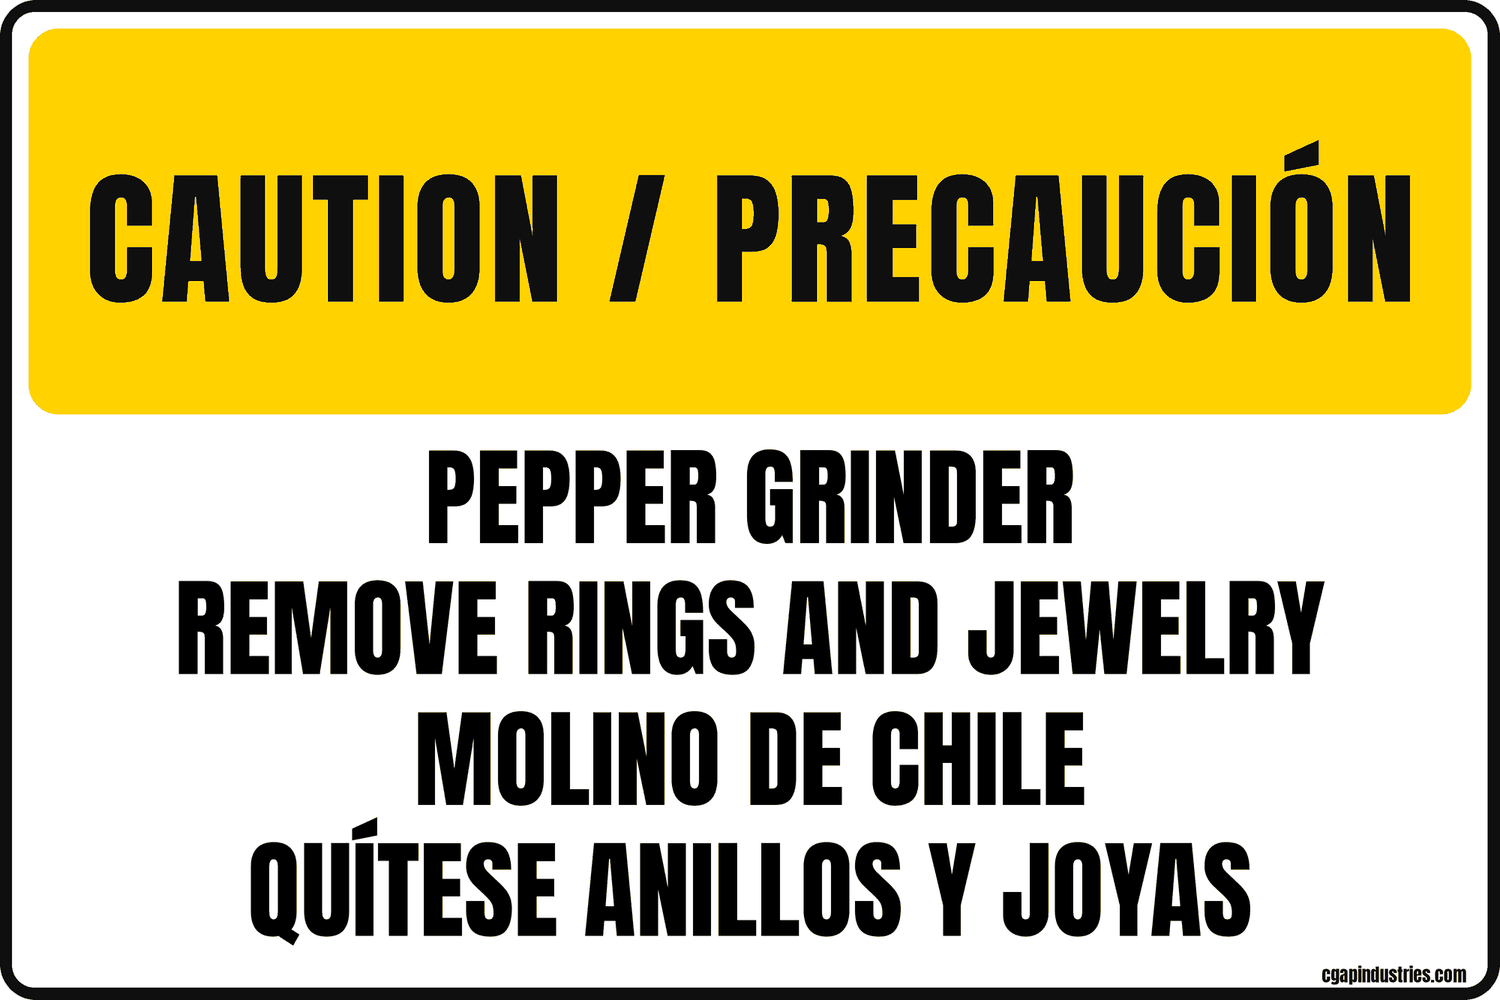 CAUTION / PRECAUCIÓN
PEPPER GRINDER
REMOVE RINGS AND JEWELRY
MOLINO DE CHILE
QUÍTESE ANILLOS Y JOYAS
cgapindustries.com